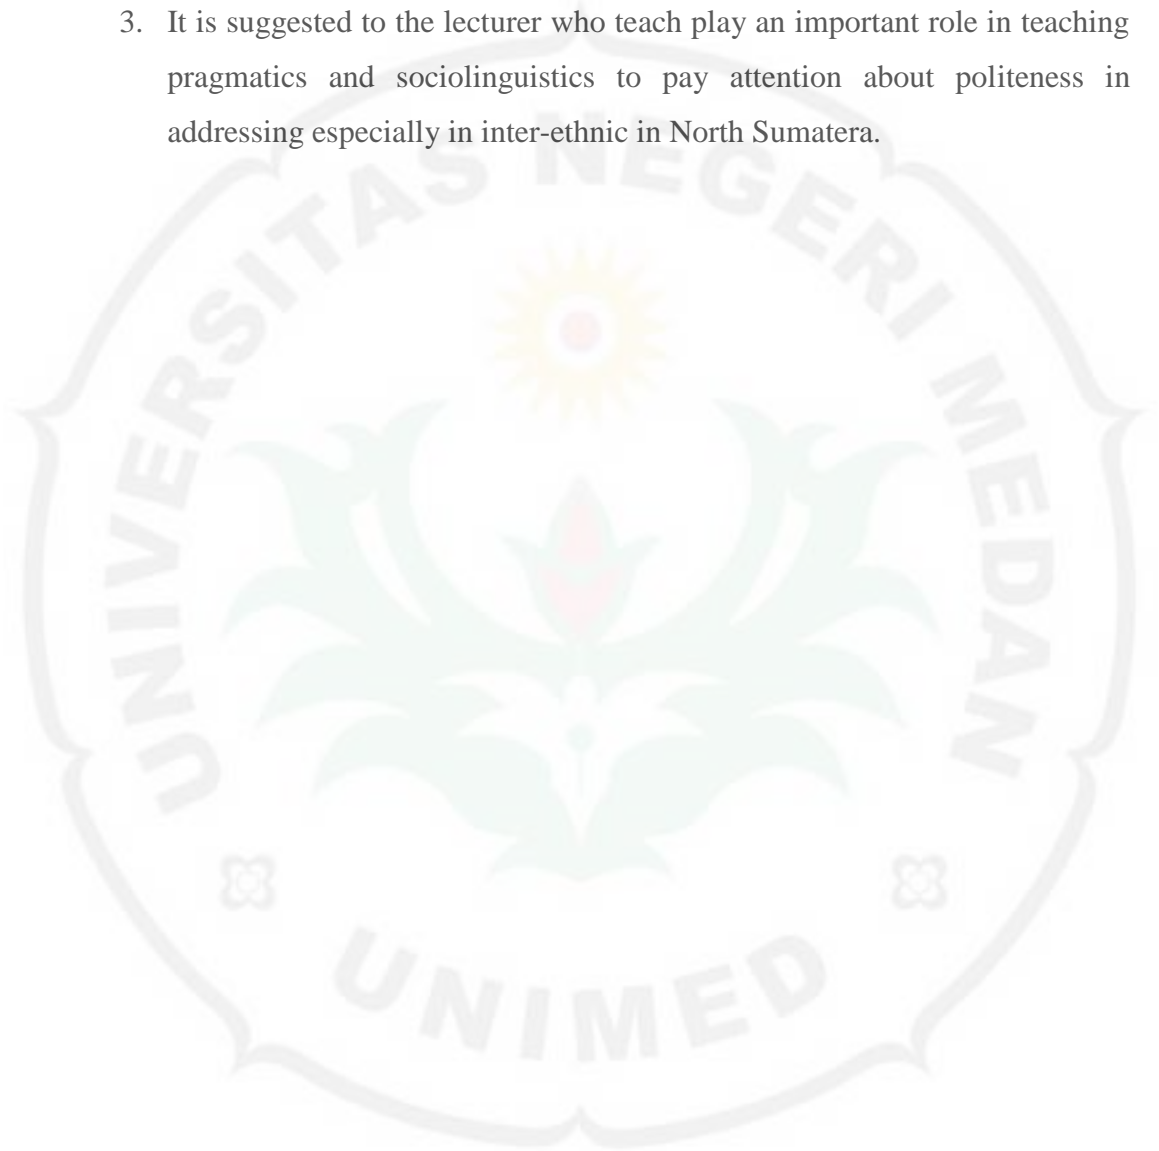 3. It is suggested to the lecturer who teach play an important role in teaching
pragmatics and sociolinguistics to pay attention about politeness in
addressing especially in inter-ethnic in North Sumatera.
UNIVERSITAS NEGERI MEDAN
UNIMED